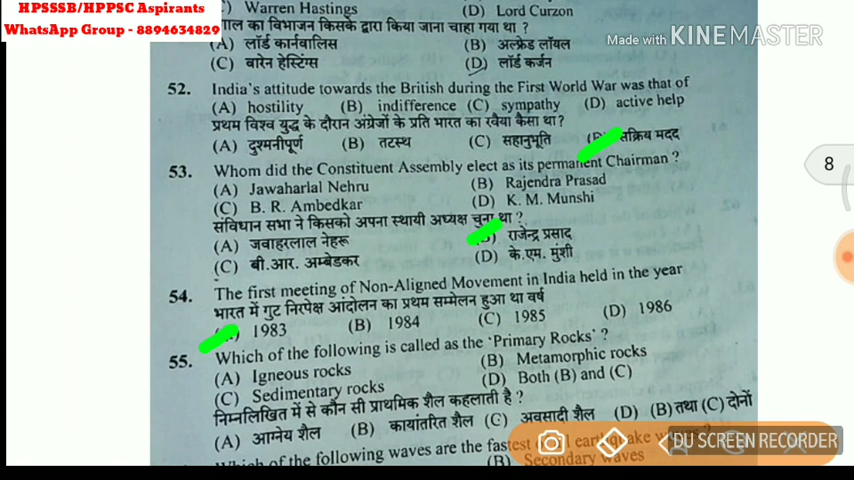 HPSSSB/HPPSC Aspirants
WhatsApp Group - 8894634829
Made with KINEMASTER
C) Warren Hastings (D) Lord Curzon
का विभाजन किसके द्वारा किया जाना चाहा गया था ?
(A) लॉर्ड कार्नवालिस (B) अल्फ्रेड लॉयल
(C) वारेन हेस्टिंग्स (D) लॉर्ड कर्जन
52. India's attitude towards the British during the First World War was that of
(A) hostility (B) indifference (C) sympathy (D) active help
प्रथम विश्व युद्ध के दौरान अंग्रेजों के प्रति भारत का रवैया कैसा था?
(A) दुश्मनीपूर्ण (B) तटस्थ (C) सहानुभूति सक्रिय मदद
53. Whom did the Constituent Assembly elect as its permanent Chairman ?
(A) Jawaharlal Nehru (B) Rajendra Prasad
(C) B. R. Ambedkar (D) K. M. Munshi
संविधान सभा ने किसको अपना स्थायी अध्यक्ष चुना था ?
(A) जवाहरलाल नेहरू राजेन्द्र प्रसाद
(C) बी.आर. अम्बेडकर (D) के.एम. मुंशी
8
54. The first meeting of Non-Aligned Movement in India held in the year
भारत में गुट निरपेक्ष आंदोलन का प्रथम सम्मेलन हुआ था वर्ष
1983 (B) 1984 (C) 1985 (D) 1986
55. Which of the following is called as the 'Primary Rocks' ?
(A) Igneous rocks (B) Metamorphic rocks
(C) Sedimentary rocks (D) Both (B) and (C)
निम्नलिखित में से कौन सी प्राथमिक शैल कहलाती है ?
(A) आग्नेय शैल (B) कायांतरित शैल (C) अवसादी शैल (D) (B) तथा (C) दोनों
Which of the following waves are the fastest earthquake
(B) Secondary waves
DU SCREEN RECORDER